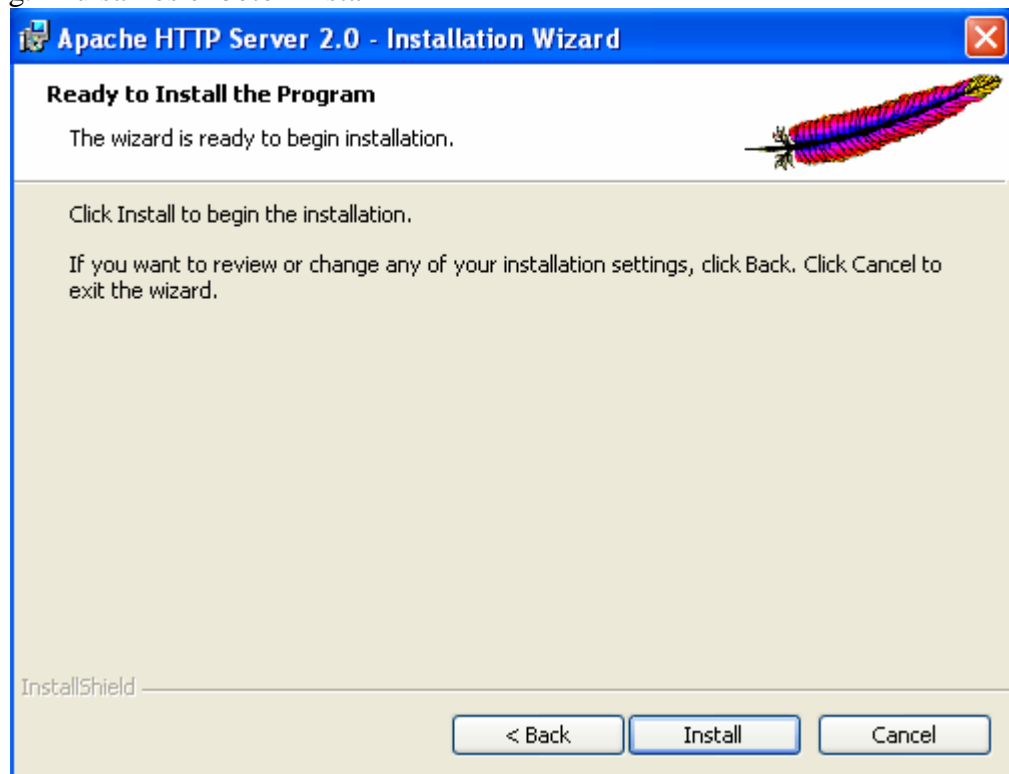 Apache HTTP Server 2.0 - Installation Wizard
Ready to Install the Program
The wizard is ready to begin installation.
Click Install to begin the installation.
If you want to review or change any of your installation settings, click Back. Click Cancel to
exit the wizard.
InstallShield
< Back Install Cancel